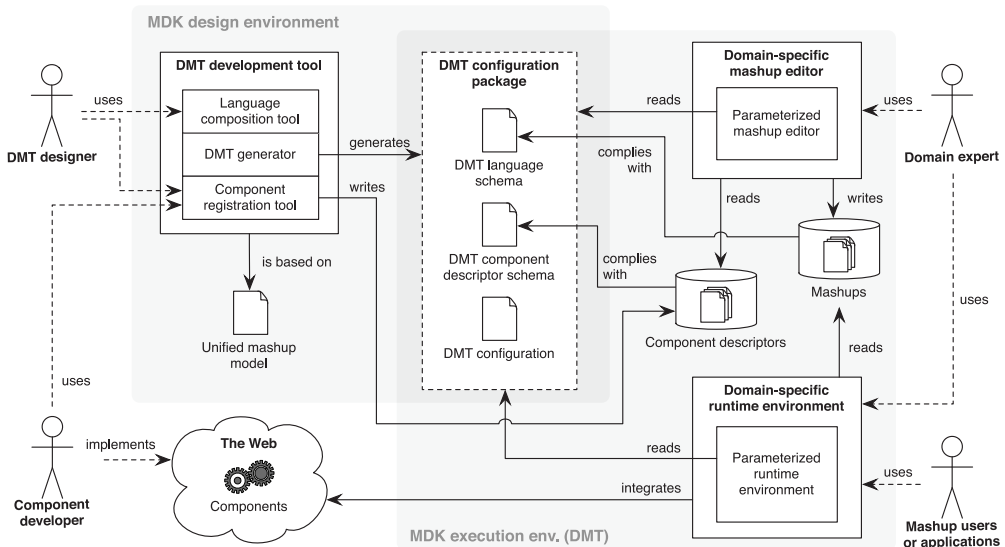 MDK design environment
DMT development tool
Language
composition tool
DMT generator
Component
registration tool
uses
DMT designer
generates
writes
is based on
Unified mashup
model
DMT configuration
package
DMT language
schema
DMT component
descriptor schema
DMT configuration
reads
complies
with
complies
with
Domain-specific
mashup editor
Parameterized
mashup editor
uses
Domain expert
reads
writes
Mashups
Component descriptors
uses
reads
Domain-specific
runtime environment
Parameterized
runtime
environment
reads
integrates
uses
Mashup users
or applications
uses
implements
Component
developer
The Web
Components
MDK execution env. (DMT)